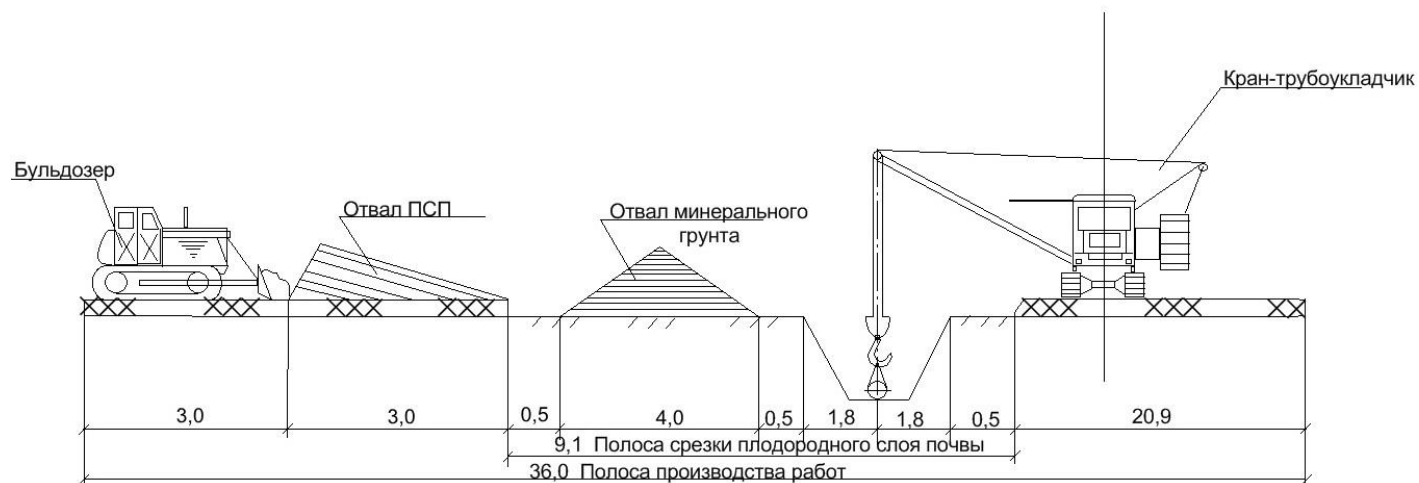 Кран-трубоукладчик
Бульдозер
Отвал ПСП
Отвал минерального
грунта
3,0
3,0
0,5
4,0
0,5
1,8
1,8
0,5
20,9
9,1 Полоса срезки плодородного слоя почвы
36,0 Полоса производства работ